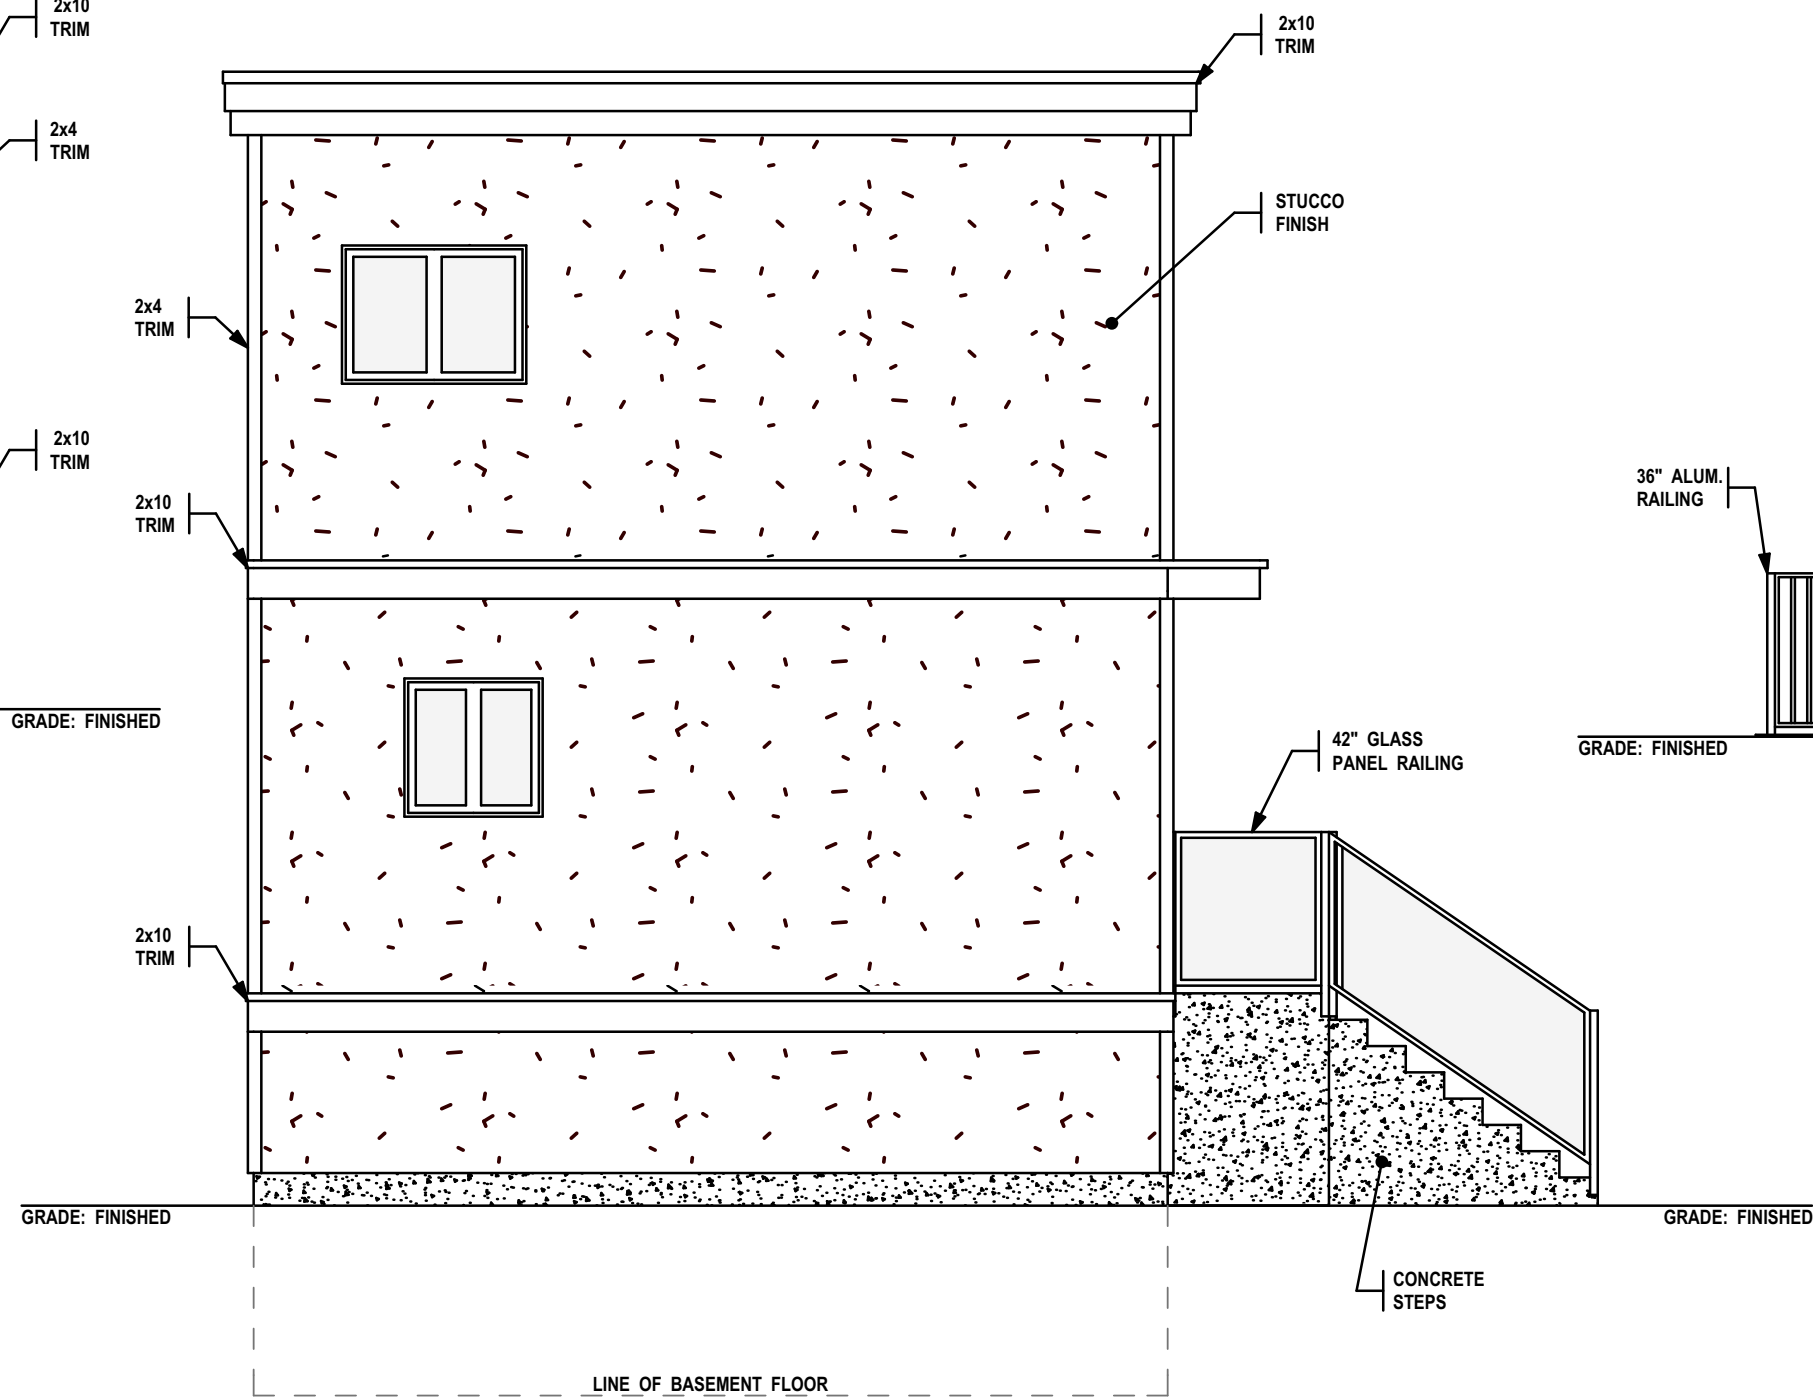 2x10
TRIM
2x10
TRIM
2x4
TRIM
STUCCO
FINISH
2x4
TRIM
2x10
TRIM
36" ALUM.
RAILING
2x10
TRIM
GRADE: FINISHED
42" GLASS
PANEL RAILING
GRADE: FINISHED
2x10
TRIM
GRADE: FINISHED
GRADE: FINISHED
CONCRETE
STEPS
LINE OF BASEMENT FLOOR